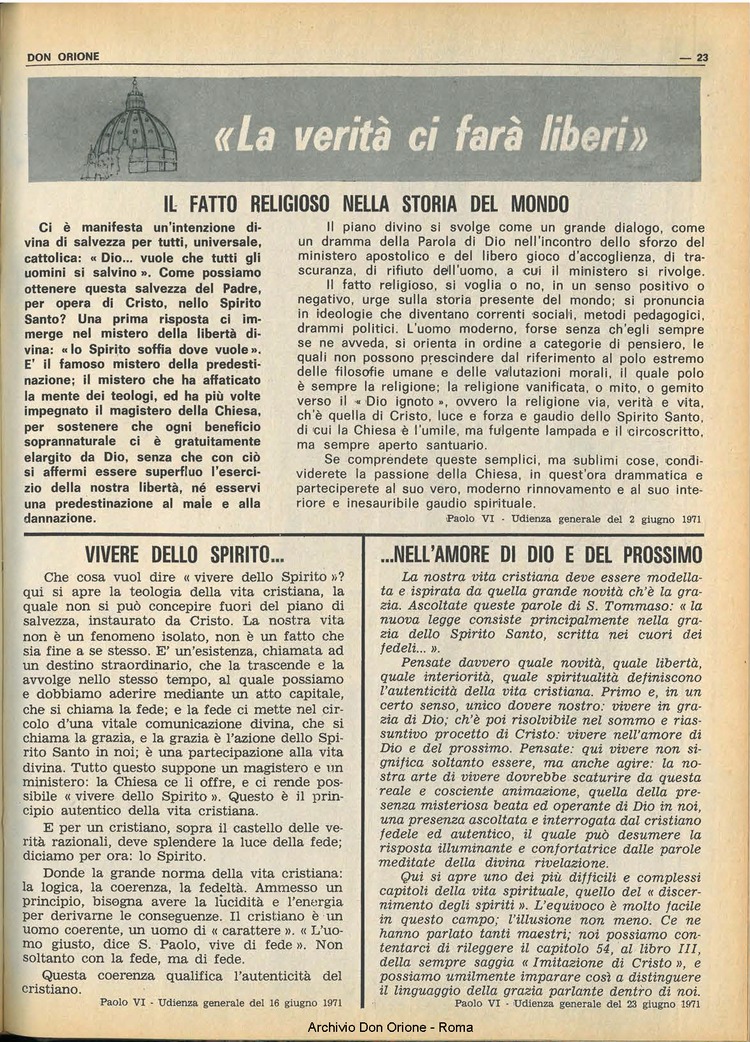 DON ORIONE
— 23
«La verità ci farà liberi»
IL FATTO RELIGIOSO NELLA STORIA DEL MONDO
Ci è manifesta un'intenzione di-
vina di salvezza per tutti, universale,
cattolica: « Dio... vuole che tutti gli
uomini si salvino ». Come possiamo
ottenere questa salvezza del Padre,
per opera di Cristo, nello Spirito
Santo? Una prima risposta ci im-
merge nel mistero della libertà di-
vina: « lo Spirito soffia dove vuole ».
E' il famoso mistero della predesti-
nazione; il mistero che ha affaticato
la mente dei teologi, ed ha più volte
impegnato il magistero della Chiesa,
per sostenere che ogni beneficio
soprannaturale ci è gratuitamente
elargito da Dio, senza che con ciò
si affermi essere superfluo l'eserci-
zio della nostra libertà, né esservi
una predestinazione al male e alla
dannazione.
Il piano divino si svolge come un grande dialogo, come
un dramma della Parola di Dio nell'incontro dello sforzo del
ministero apostolico e del libero gioco d'accoglienza, di tra-
scuranza, di rifiuto dell'uomo, a cui il ministero si rivolge.
Il fatto religioso, si voglia o no, in un senso positivo o
negativo, urge sulla storia presente del mondo; si pronuncia
in ideologie che diventano correnti sociali, metodi pedagogici,
drammi politici. L'uomo moderno, forse senza ch'egli sempre
se ne avveda, si orienta in ordine a categorie di pensiero, le
quali non possono prescindere dal riferimento al polo estremo
delle filosofie umane e delle valutazioni morali, il quale polo
è sempre la religione; la religione vanificata, o mito, o gemito
verso il « Dio ignoto », ovvero la religione via, verità e vita,
ch'è quella di Cristo, luce e forza e gaudio dello Spirito Santo,
di cui la Chiesa è l'umile, ma fulgente lampada e il circoscritto,
ma sempre aperto santuario.
Se comprendete queste semplici, ma sublimi cose, condi-
viderete la passione della Chiesa, in quest'ora drammatica e
parteciperete al suo vero, moderno rinnovamento e al suo inte-
riore e inesauribile gaudio spirituale.
Paolo VI - Udienza generale del 2 giugno 1971
VIVERE DELLO SPIRITO...
Che cosa vuol dire « vivere dello Spirito »?
qui si apre la teologia della vita cristiana, la
quale non si può concepire fuori del piano di
salvezza, instaurato da Cristo. La nostra vita
non è un fenomeno isolato, non è un fatto che
sia fine a se stesso. E' un'esistenza, chiamata ad
un destino straordinario, che la trascende e la
avvolge nello stesso tempo, al quale possiamo
e dobbiamo aderire mediante un atto capitale,
che si chiama la fede; e la fede ci mette nel cir-
colo d'una vitale comunicazione divina, che si
chiama la grazia, e la grazia è l'azione dello Spi-
rito Santo in noi; è una partecipazione alla vita
divina. Tutto questo suppone un magistero e un
ministero: la Chiesa ce li offre, e ci rende pos-
sibile « vivere dello Spirito ». Questo è il prin-
cipio autentico della vita cristiana.
E per un cristiano, sopra il castello delle ve-
rità razionali, deve splendere la luce della fede;
diciamo per ora: lo Spirito.
Donde la grande norma della vita cristiana:
la logica, la coerenza, la fedeltà. Ammesso un
principio, bisogna avere la lucidità e l'energia
per derivarne le conseguenze. Il cristiano è un
uomo coerente, un uomo di « carattere ». « L'uo-
mo giusto, dice S. Paolo, vive di fede ». Non
soltanto con la fede, ma di fede.
Questa coerenza qualifica l'autenticità del
cristiano.
Paolo VI - Udienza generale del 16 giugno 1971
...NELL'AMORE DI DIO E DEL PROSSIMO
La nostra vita cristiana deve essere modella-
ta e ispirata da quella grande novità ch'è la gra-
zia. Ascoltate queste parole di S. Tommaso: « la
nuova legge consiste principalmente nella gra-
zia dello Spirito Santo, scritta nei cuori dei
fedeli... ».
Pensate davvero quale novità, quale libertà,
quale interiorità, quale spiritualità definiscono
l'autenticità della vita cristiana. Primo e, in un
certo senso, unico dovere nostro: vivere in gra-
zia di Dio; ch'è poi risolvibile nel sommo e rias-
suntivo procetto di Cristo: vivere nell'amore di
Dio e del prossimo. Pensate: qui vivere non si-
gnifica soltanto essere, ma anche agire: la no-
stra arte di vivere dovrebbe scaturire da questa
reale e cosciente animazione, quella della pre-
senza misteriosa beata ed operante di Dio in noi,
una presenza ascoltata e interrogata dal cristiano
fedele ed autentico, il quale può desumere la
risposta illuminante e confortatrice dalle parole
meditate della divina rivelazione.
Qui si apre uno dei più difficili e complessi
capitoli della vita spirituale, quello del « discer-
nimento degli spiriti ». L'equivoco è molto facile
in questo campo; l'illusione non meno. Ce ne
hanno parlato tanti maestri; noi possiamo con-
tentarci di rileggere il capitolo 54, al libro III,
della sempre saggia « Imitazione di Cristo », e
possiamo umilmente imparare così a distinguere
il linguaggio della grazia parlante dentro di noi.
Paolo VI - Udienza generale del 23 giugno 1971
Archivio Don Orione - Roma